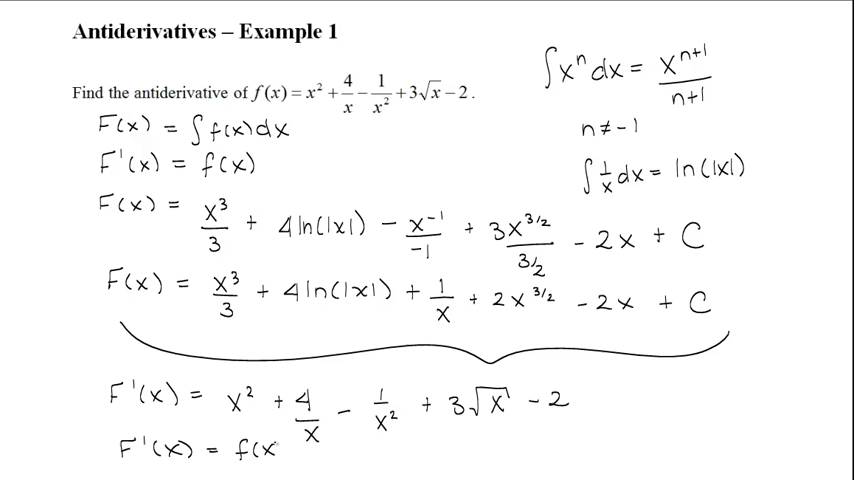 Antiderivatives – Example 1
∫xⁿdx = xⁿ⁺¹/n+1
Find the antiderivative of f(x) = x² + 4/x − 1/x² + 3√x − 2.
F(x) = ∫f(x)dx
n ≠ −1
F'(x) = f(x)
∫1/x dx = ln(|x|)
F(x) = x³/3 + 4ln(|x|) − x⁻¹/−1 + 3x^3/2/3/2 − 2x + C
F(x) = x³/3 + 4ln(|x|) + 1/x + 2x^3/2 − 2x + C
F'(x) = x² + 4/x − 1/x² + 3√x − 2
F'(x) = f(x